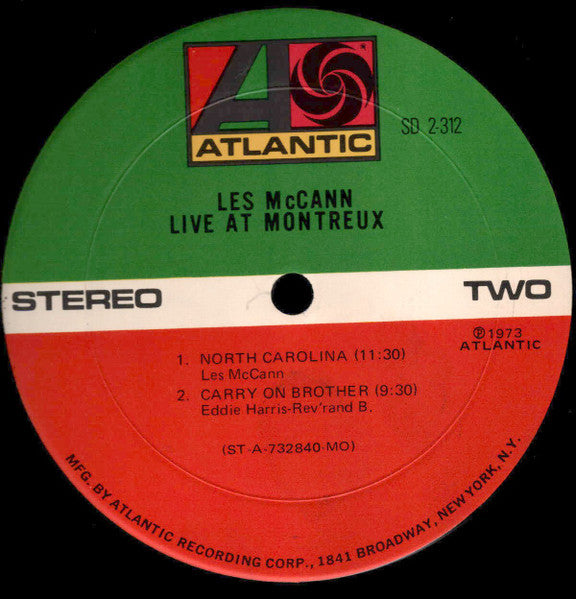 ATLANTIC
SD 2-312
LES McCANN
LIVE AT MONTREUX
STEREO
TWO
℗1973
ATLANTIC
1. NORTH CAROLINA (11:30)
Les McCann
2. CARRY ON BROTHER (9:30)
Eddie Harris-Rev'rand B.
(ST-A-732840-MO)
MFG. BY ATLANTIC RECORDING CORP., 1841 BROADWAY, NEW YORK, N.Y.